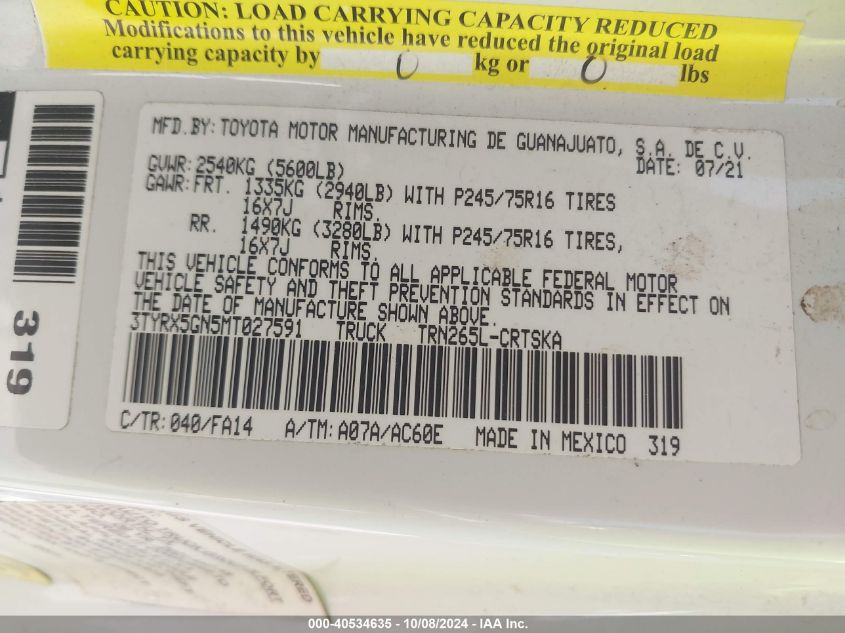 CAUTION: LOAD CARRYING CAPACITY REDUCED
Modifications to this vehicle have reduced the original load
carrying capacity by 0 kg or 0 lbs
MFD.BY: TOYOTA MOTOR MANUFACTURING DE GUANAJUATO, S.A. DE C.V.
GVWR: 2540KG (5600LB) DATE: 07/21
GAWR: FRT. 1335KG (2940LB) WITH P245/75R16 TIRES
16X7J RIMS.
RR. 1490KG (3280LB) WITH P245/75R16 TIRES,
16X7J RIMS.
THIS VEHICLE CONFORMS TO ALL APPLICABLE FEDERAL MOTOR
VEHICLE SAFETY AND THEFT PREVENTION STANDARDS IN EFFECT ON
THE DATE OF MANUFACTURE SHOWN ABOVE.
3TYRX5GN5MT027591 TRUCK TRN265L-CRTSKA
C/TR: 040/FA14 A/TM: A07A/AC60E MADE IN MEXICO 319
319
000-40534635 - 10/08/2024 - IAA Inc.